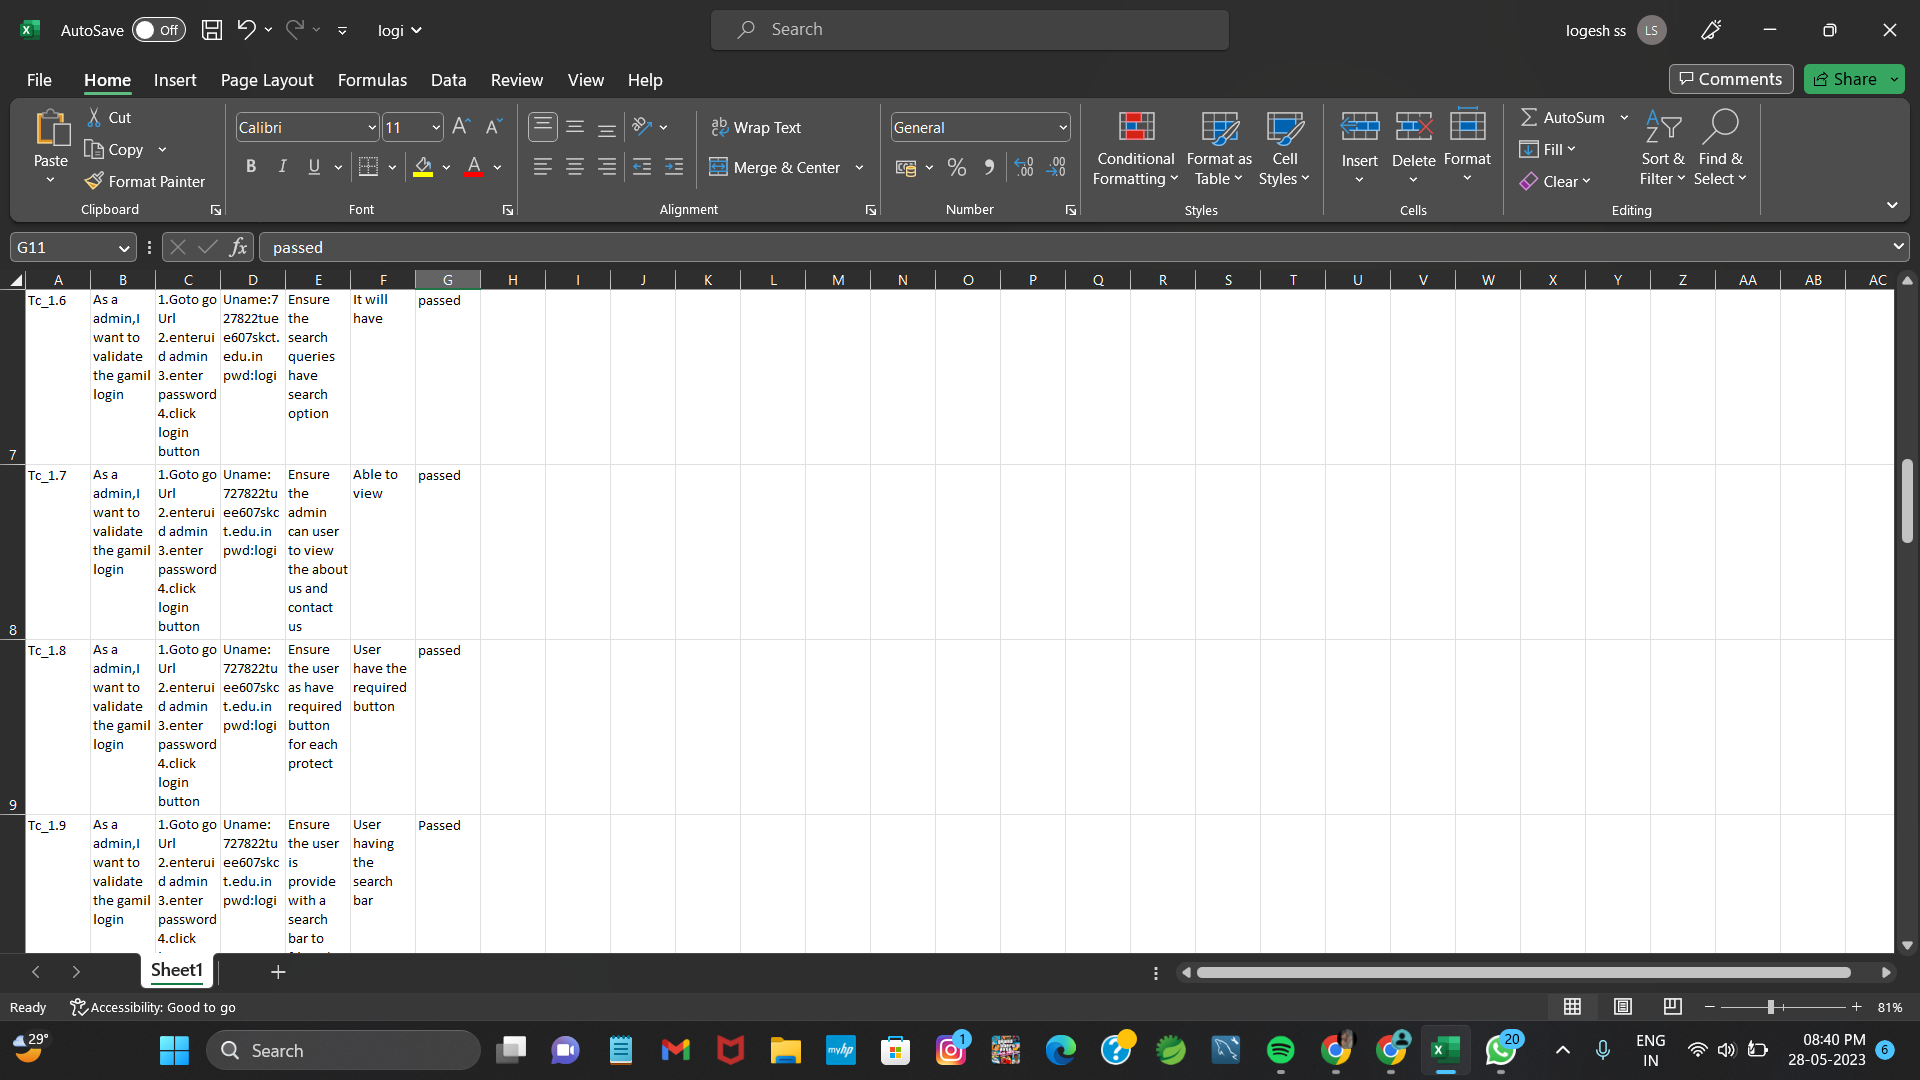 AutoSave Off logi Search logesh ss LS
File Home Insert Page Layout Formulas Data Review View Help Comments Share
Paste Cut Copy Format Painter Clipboard
Calibri 11 B I U Font
Wrap Text Merge & Center Alignment
General Number
Conditional Formatting Format as Table Cell Styles Styles
Insert Delete Format Cells
AutoSum Fill Clear Sort & Filter Find & Select Editing
G11 fx passed
A B C D E F G H I J K L M N O P Q R S T U V W X Y Z AA AB AC
7
Tc_1.6
As a
admin,I
want to
validate
the gamil
login
1.Goto go
Url
2.enterui
d admin
3.enter
password
4.click
login
button
Uname:7
27822tue
e607skct.
edu.in
pwd:logi
Ensure
the
search
queries
have
search
option
It will
have
passed
8
Tc_1.7
As a
admin,I
want to
validate
the gamil
login
1.Goto go
Url
2.enterui
d admin
3.enter
password
4.click
login
button
Uname:
727822tu
ee607skc
t.edu.in
pwd:logi
Ensure
the
admin
can user
to view
the about
us and
contact
us
Able to
view
passed
9
Tc_1.8
As a
admin,I
want to
validate
the gamil
login
1.Goto go
Url
2.enterui
d admin
3.enter
password
4.click
login
button
Uname:
727822tu
ee607skc
t.edu.in
pwd:logi
Ensure
the user
as have
required
button
for each
protect
User
have the
required
button
passed
Tc_1.9
As a
admin,I
want to
validate
the gamil
login
1.Goto go
Url
2.enterui
d admin
3.enter
password
4.click
Uname:
727822tu
ee607skc
t.edu.in
pwd:logi
Ensure
the user
is
provide
with a
search
bar to
User
having
the
search
bar
Passed
Sheet1
Ready Accessibility: Good to go 81%
29° Search myhp 1 20 ENG IN 08:40 PM 28-05-2023 6